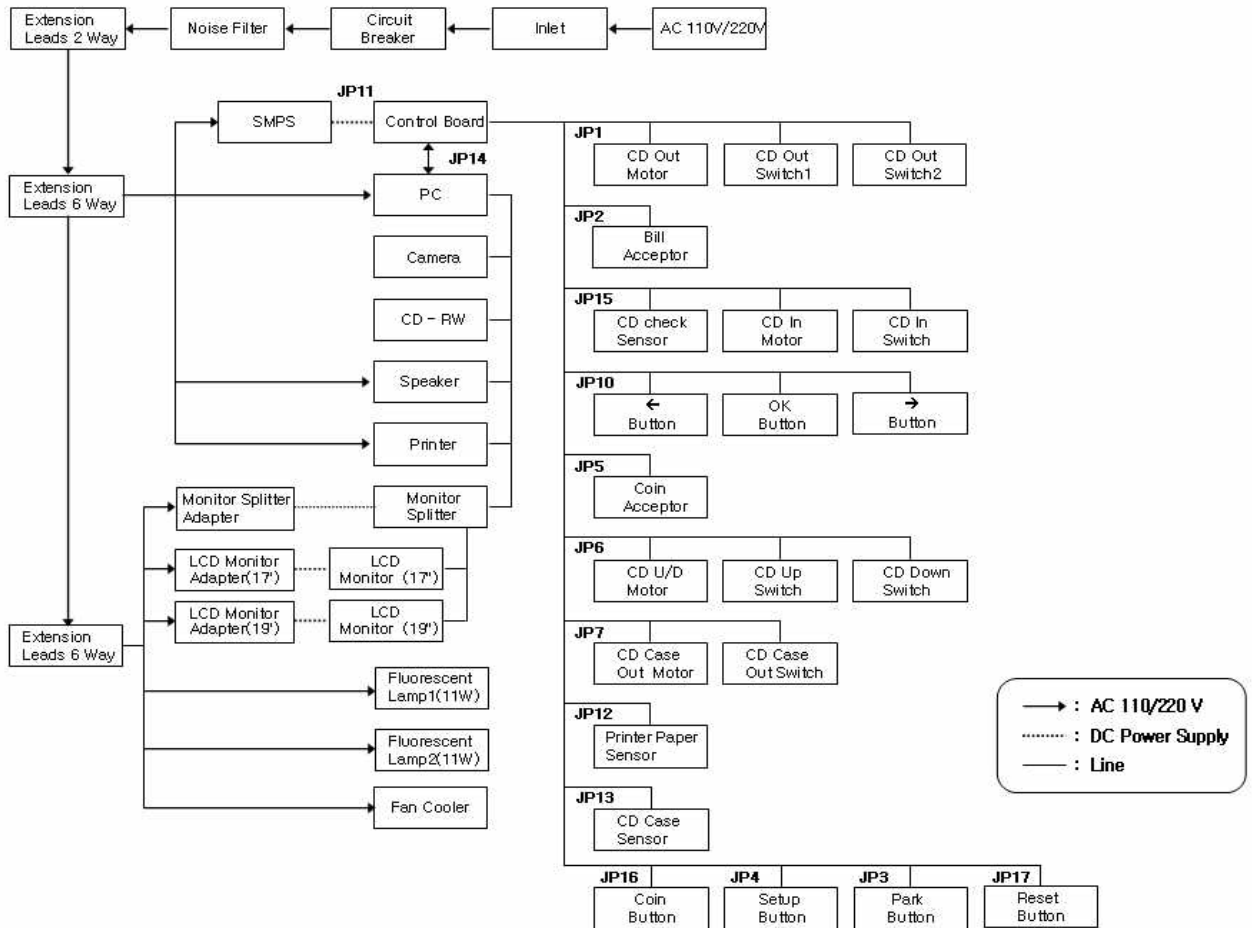 Extension
Leads 2 Way
Noise Filter
Circuit
Breaker
Inlet
AC 110V/220V
JP11
SMPS
Control Board
JP14
Extension
Leads 6 Way
PC
Camera
CD - RW
Speaker
Printer
Monitor Splitter
Adapter
Monitor
Splitter
LCD Monitor
Adapter(17')
LCD
Monitor (17")
LCD Monitor
Adapter(19')
LCD
Monitor (19")
Extension
Leads 6 Way
Fluorescent
Lamp1(11W)
Fluorescent
Lamp2(11W)
Fan Cooler
JP1
CD Out
Motor
CD Out
Switch1
CD Out
Switch2
JP2
Bill
Acceptor
JP15
CD check
Sensor
CD In
Motor
CD In
Switch
JP10
←
Button
OK
Button
→
Button
JP5
Coin
Acceptor
JP6
CD U/D
Motor
CD Up
Switch
CD Down
Switch
JP7
CD Case
Out Motor
CD Case
Out Switch
JP12
Printer Paper
Sensor
JP13
CD Case
Sensor
JP16
Coin
Button
JP4
Setup
Button
JP3
Park
Button
JP17
Reset
Button
: AC 110/220 V
: DC Power Supply
: Line